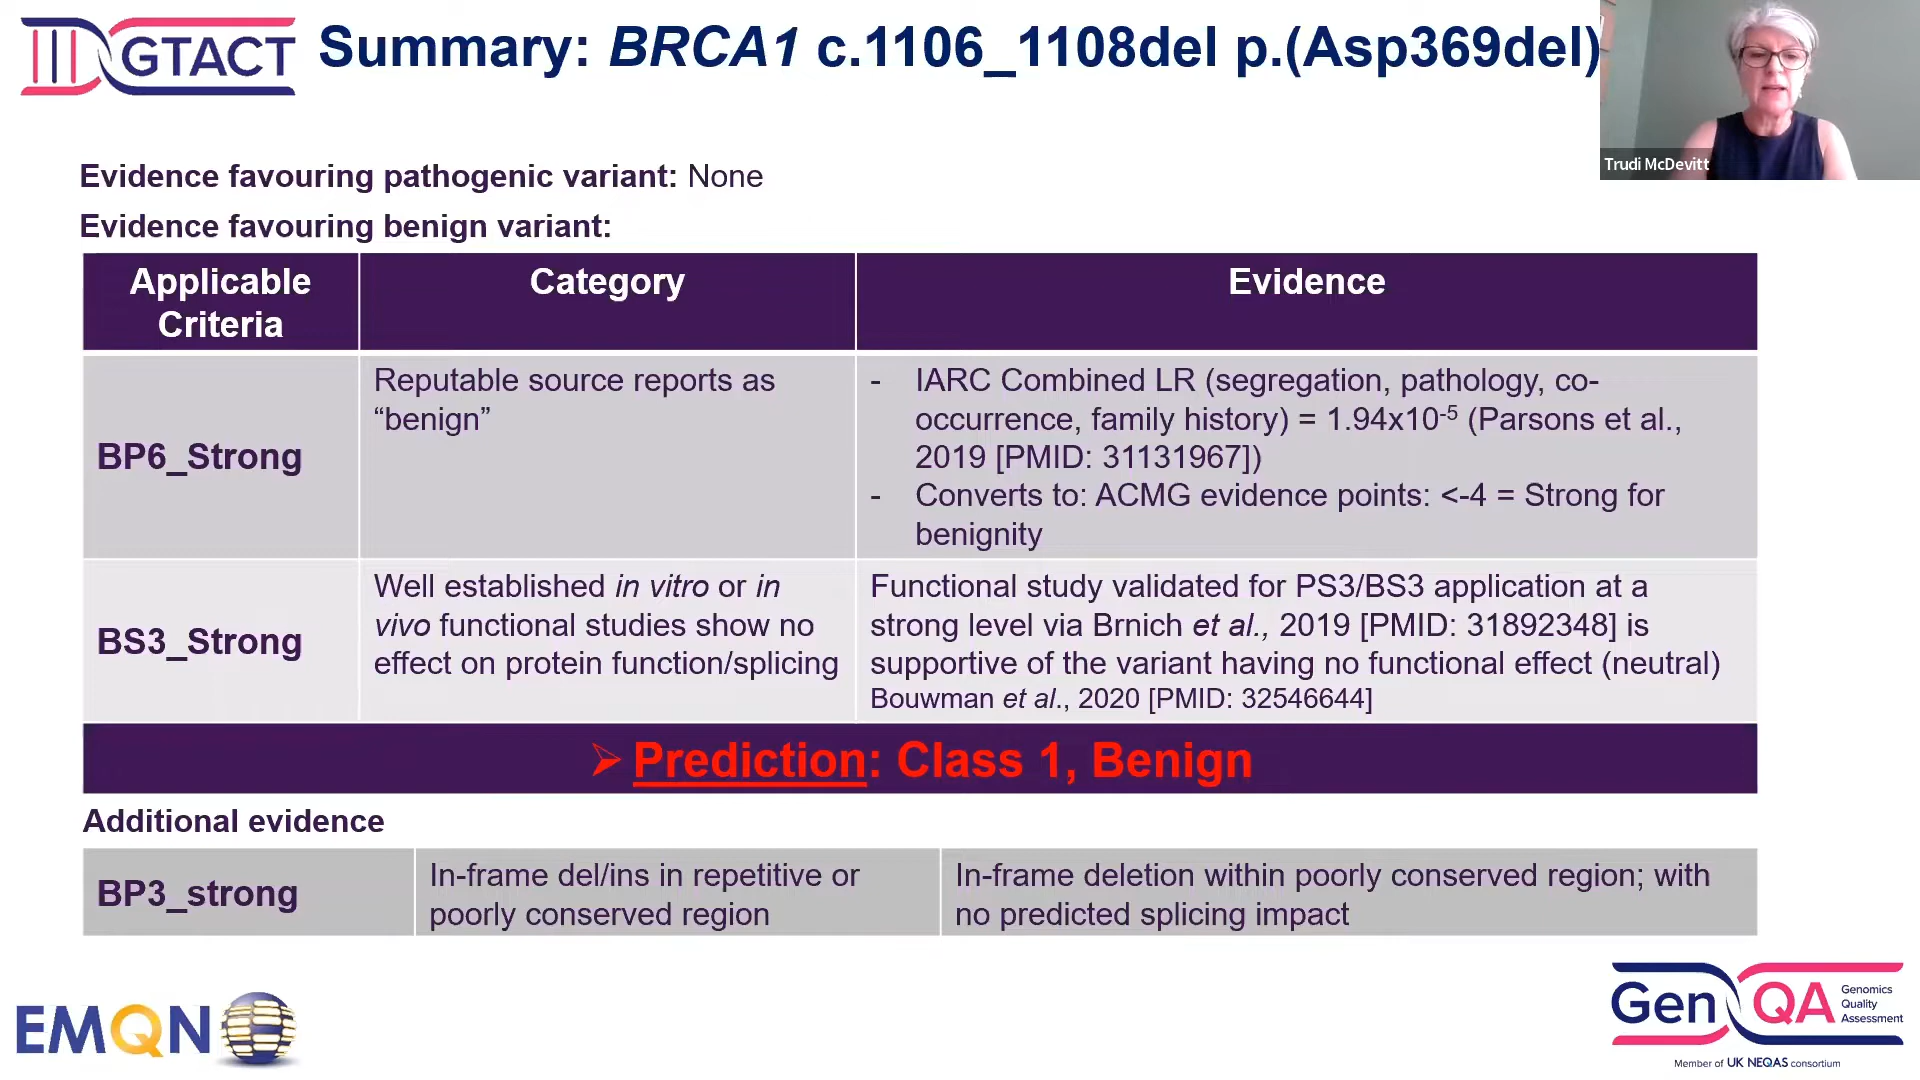 GTACT
Summary: BRCA1 c.1106_1108del p.(Asp369del)
Trudi McDevitt
Evidence favouring pathogenic variant: None
Evidence favouring benign variant:
Applicable
Criteria
Category
Evidence
BP6_Strong
Reputable source reports as
“benign”
- IARC Combined LR (segregation, pathology, co-
occurrence, family history) = 1.94x10-5 (Parsons et al.,
2019 [PMID: 31131967])
- Converts to: ACMG evidence points: <-4 = Strong for
benignity
BS3_Strong
Well established in vitro or in
vivo functional studies show no
effect on protein function/splicing
Functional study validated for PS3/BS3 application at a
strong level via Brnich et al., 2019 [PMID: 31892348] is
supportive of the variant having no functional effect (neutral)
Bouwman et al., 2020 [PMID: 32546644]
➢ Prediction: Class 1, Benign
Additional evidence
BP3_strong
In-frame del/ins in repetitive or
poorly conserved region
In-frame deletion within poorly conserved region; with
no predicted splicing impact
EMQN
Gen QA
Genomics
Quality
Assessment
Member of UK NEQAS consortium